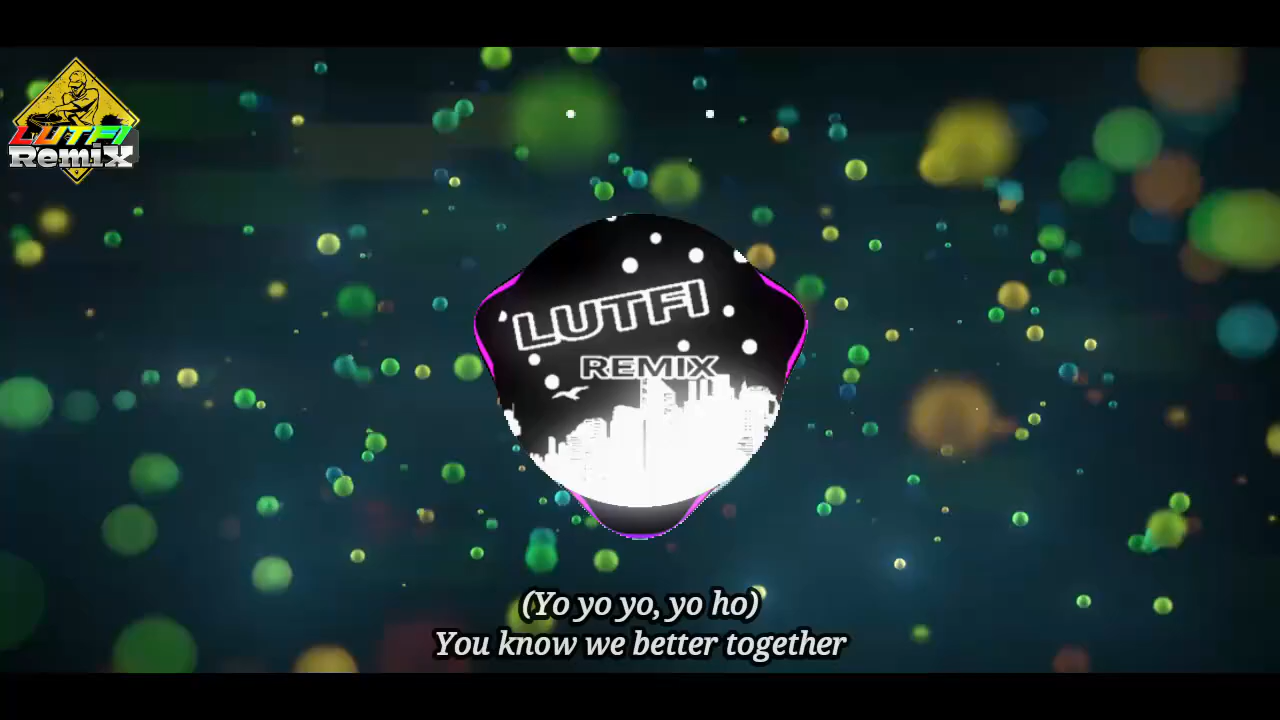 LUTFI
RemiX
LUTFI
REMIX
(Yo yo yo, yo ho)
You know we better together